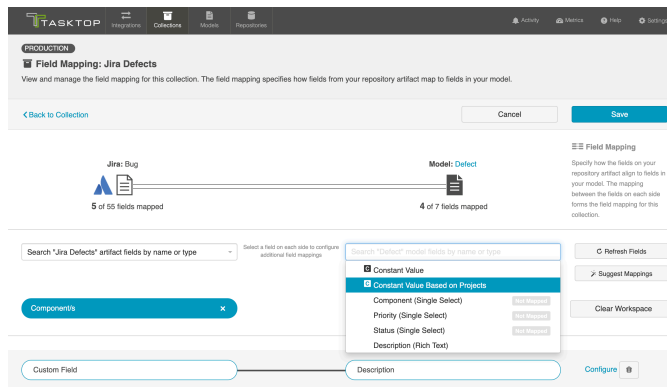 TASKTOP
Integrations
Collections
Models
Repositories
Activity
Metrics
Help
Settings
PRODUCTION
Field Mapping: Jira Defects
View and manage the field mapping for this collection. The field mapping specifies how fields from your repository artifact map to fields in your model.
Back to Collection
Cancel
Save
Jira: Bug
5 of 55 fields mapped
Model: Defect
4 of 7 fields mapped
Field Mapping
Specify how the fields on your
repository artifact align to fields in
your model. The mapping
between the fields on each side
forms the field mapping for this
collection.
Search "Jira Defects" artifact fields by name or type
Select a field on each side to configure
additional field mappings
Search "Defect" model fields by name or type
C Constant Value
C Constant Value Based on Projects
Component (Single Select) Not Mapped
Priority (Single Select) Not Mapped
Status (Single Select) Not Mapped
Description (Rich Text)
Refresh Fields
Suggest Mappings
Component/s x
Clear Workspace
Custom Field
Description
Configure